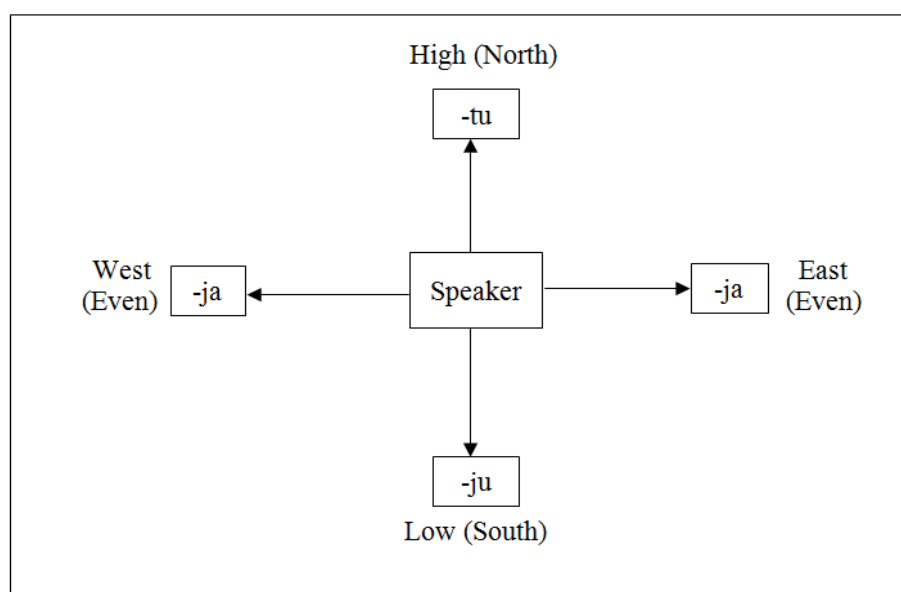 High (North)
-tu
West
(Even)
-ja
Speaker
-ja
East
(Even)
-ju
Low (South)